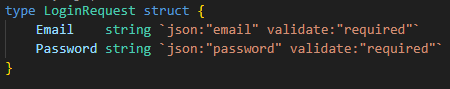 type LoginRequest struct {
    Email    string `json:"email" validate:"required"`
    Password string `json:"password" validate:"required"`
}